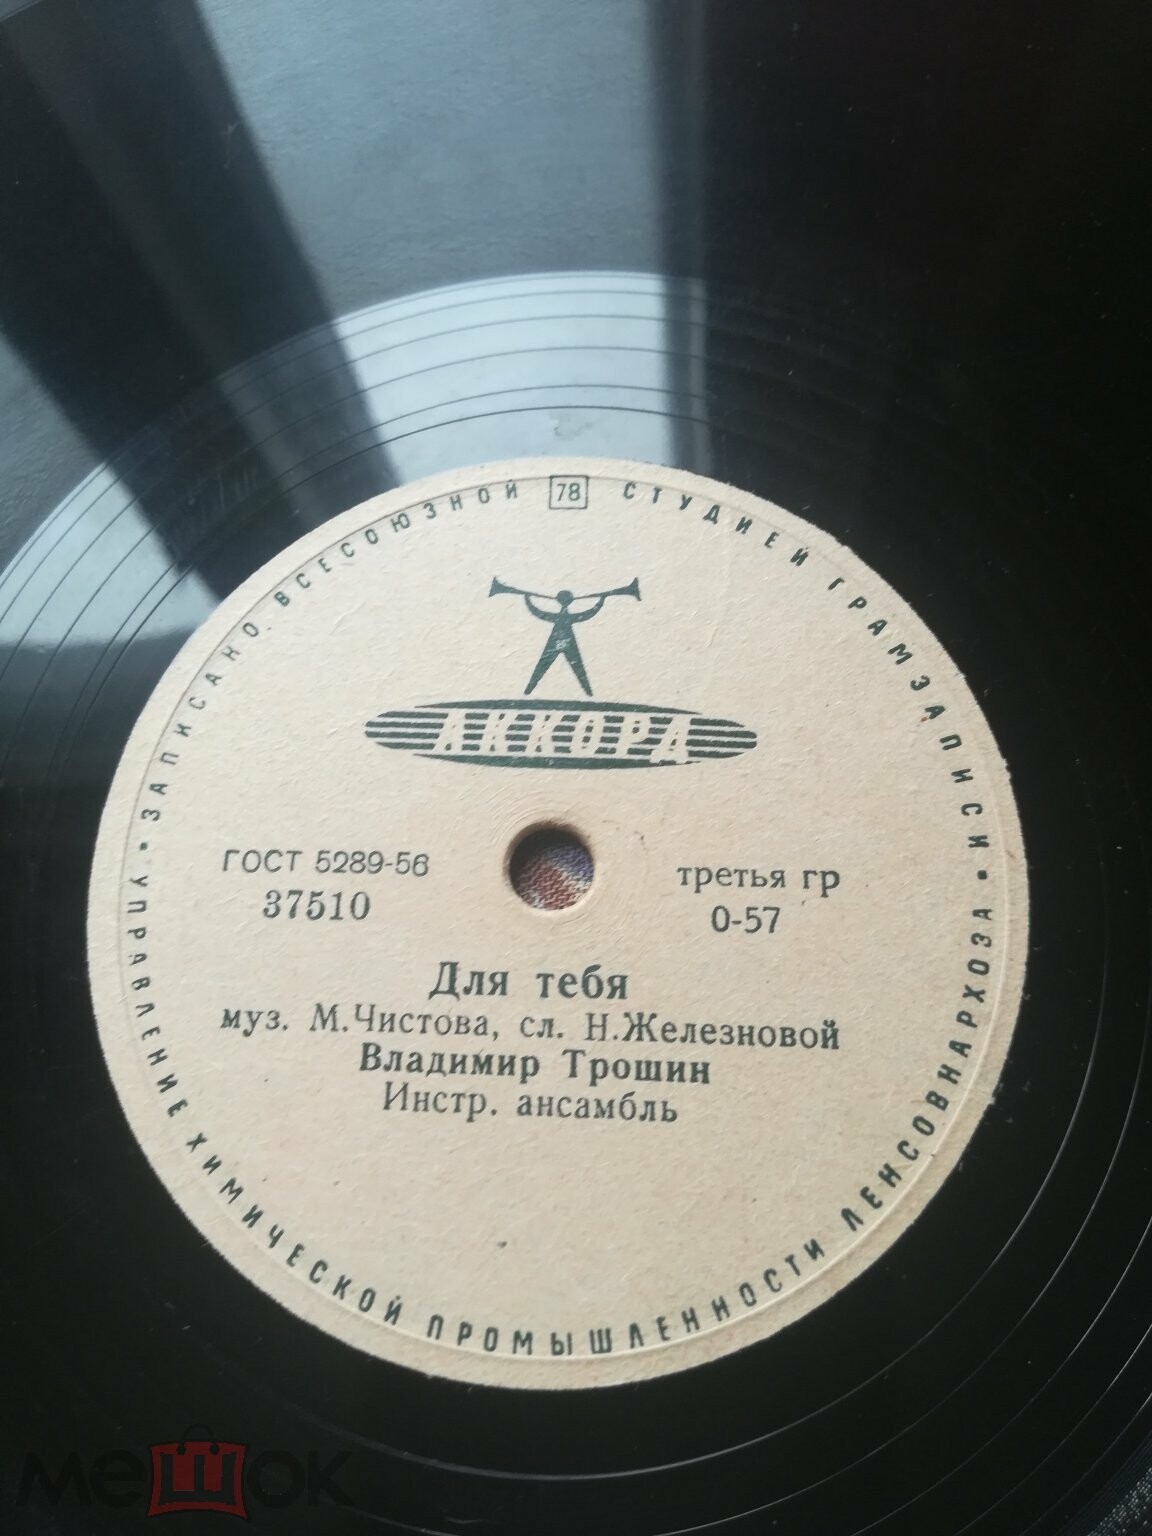 ЗАПИСАНО ВСЕСОЮЗНОЙ 78 СТУДИЕЙ ГРАМЗАПИСИ
АККОРД
ГОСТ 5289-56
37510
третья гр
0-57
Для тебя
муз. М.Чистова, сл. Н.Железновой
Владимир Трошин
Инстр. ансамбль
УПРАВЛЕНИЕ ХИМИЧЕСКОЙ ПРОМЫШЛЕННОСТИ ЛЕНСОВНАРХОЗА
мешок